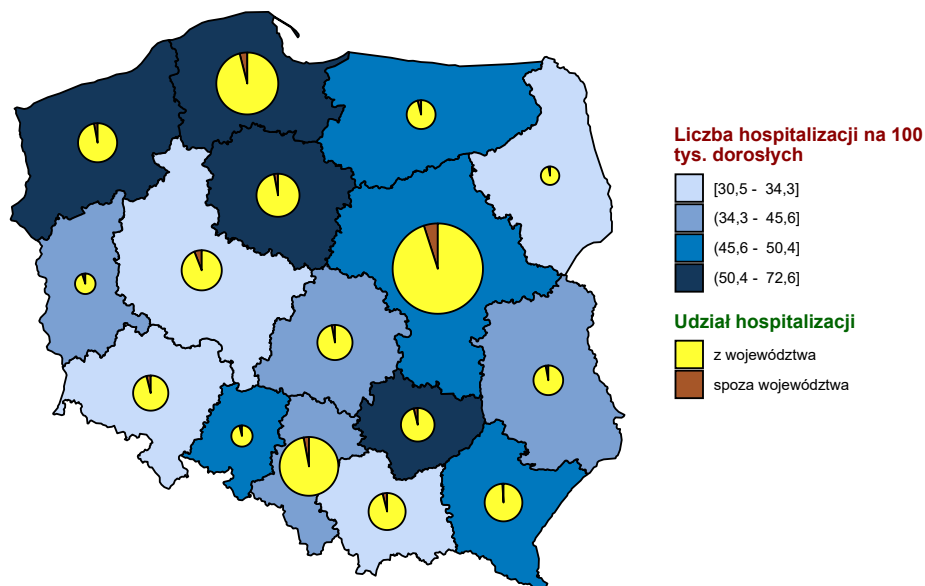 Liczba hospitalizacji na 100
tys. dorosłych
[30,5 - 34,3]
(34,3 - 45,6]
(45,6 - 50,4]
(50,4 - 72,6]
Udział hospitalizacji
z województwa
spoza województwa